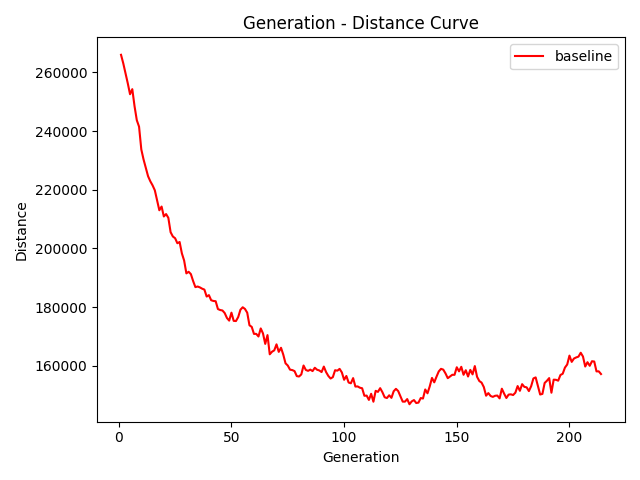 Generation - Distance Curve
baseline
260000
240000
220000
200000
180000
160000
Distance
0 50 100 150 200
Generation